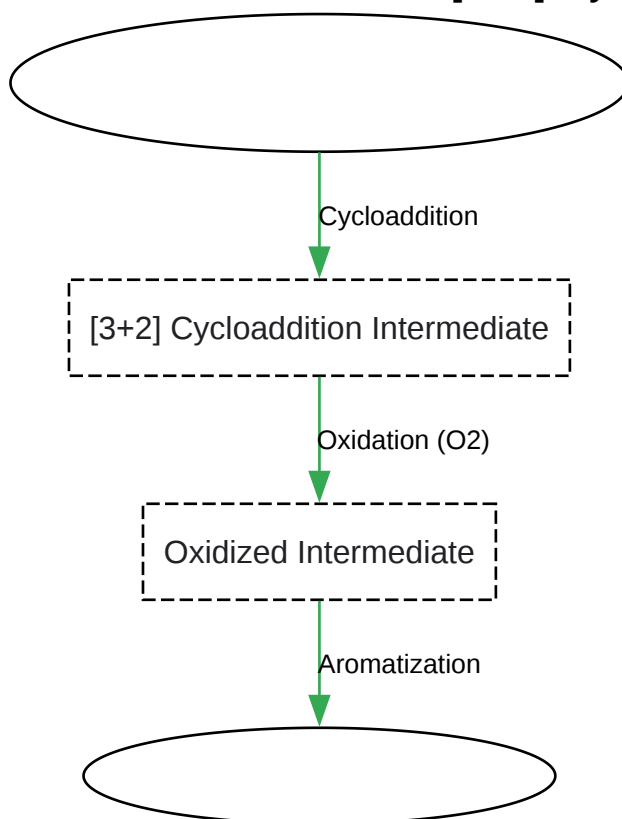 Cycloaddition
[3+2] Cycloaddition Intermediate
Oxidation (O2)
Oxidized Intermediate
Aromatization